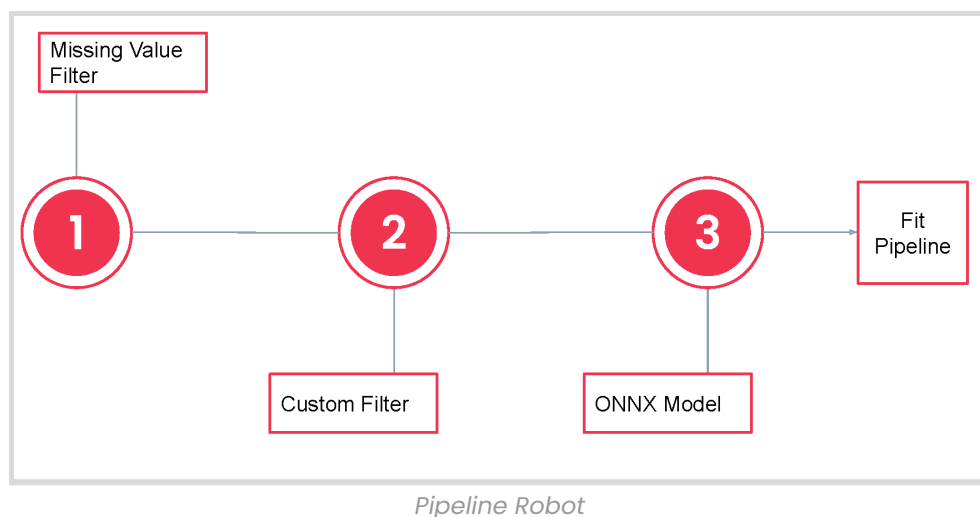 Missing Value
Filter
1
2
3
Fit
Pipeline
Custom Filter
ONNX Model
Pipeline Robot